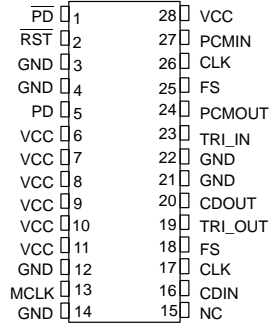 PD 1 28 VCC
RST 2 27 PCMIN
GND 3 26 CLK
GND 4 25 FS
PD 5 24 PCMOUT
VCC 6 23 TRI_IN
VCC 7 22 GND
VCC 8 21 GND
VCC 9 20 CDOUT
VCC 10 19 TRI_OUT
VCC 11 18 FS
GND 12 17 CLK
MCLK 13 16 CDIN
GND 14 15 NC